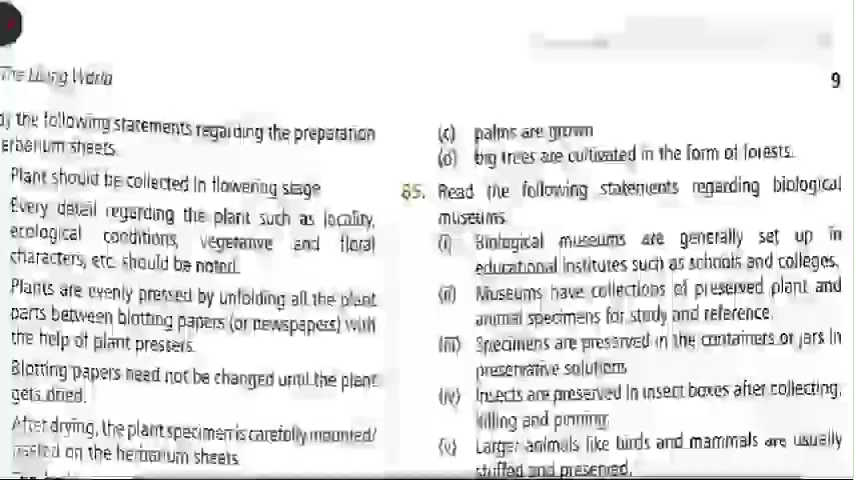 The Living World
9
the following statements regarding the preparation
herbarium sheets.
Plant should be collected in flowering stage
Every detail regarding the plant such as locality,
ecological conditions, vegetative and floral
characters, etc. should be noted.
Plants are evenly pressed by unfolding all the plant
parts between blotting papers (or newspapers) with
the help of plant pressers.
Blotting papers need not be changed until the plant
gets dried.
After drying, the plant specimen is carefully mounted/
pasted on the herbarium sheets.
(c) palms are grown
(d) big trees are cultivated in the form of forests.
85. Read the following statements regarding biological
museums.
(i) Biological museums are generally set up in
educational institutes such as schools and colleges.
(ii) Museums have collections of preserved plant and
animal specimens for study and reference.
(iii) Specimens are preserved in the containers or jars in
preservative solutions
(iv) Insects are preserved in insect boxes after collecting,
killing and pinning.
(v) Larger animals like birds and mammals are usually
stuffed and preserved.